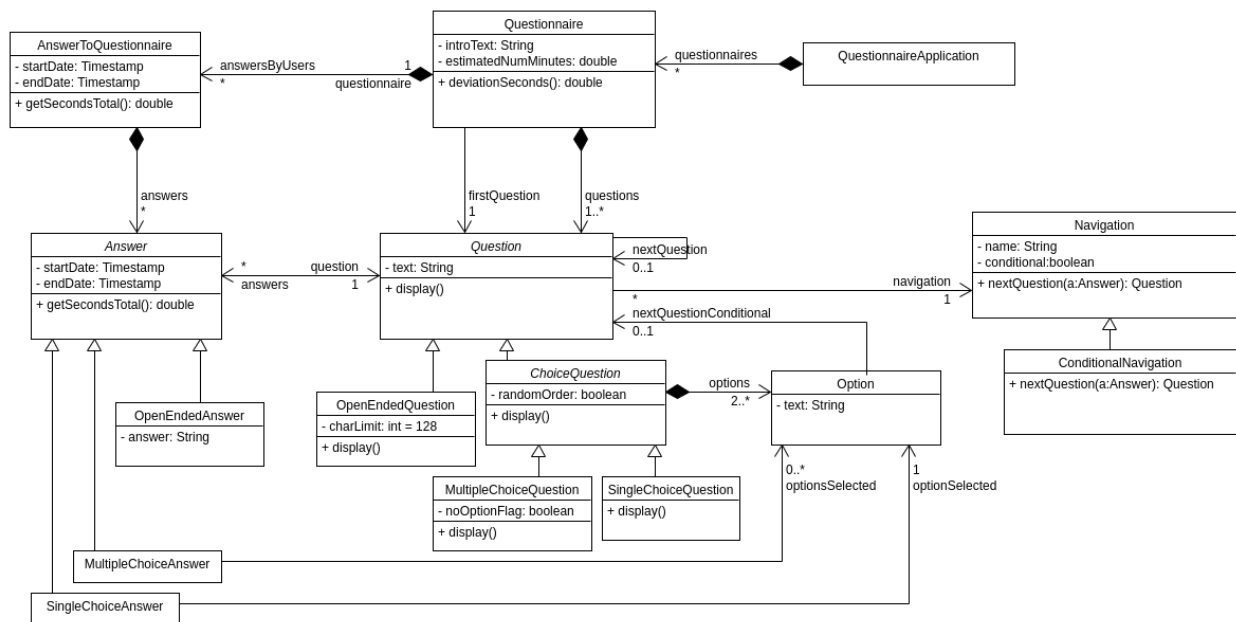 AnswerToQuestionnaire
- startDate: Timestamp
- endDate: Timestamp
+ getSecondsTotal(): double
answersByUsers
*
1
questionnaire
Questionnaire
- introText: String
- estimatedNumMinutes: double
+ deviationSeconds(): double
questionnaires
*
QuestionnaireApplication
answers
*
firstQuestion
1
questions
1..*
Answer
- startDate: Timestamp
- endDate: Timestamp
+ getSecondsTotal(): double
*
answers
question
1
Question
- text: String
+ display()
nextQuestion
0..1
*
navigation
1
Navigation
- name: String
- conditional:boolean
+ nextQuestion(a:Answer): Question
nextQuestionConditional
0..1
ConditionalNavigation
+ nextQuestion(a:Answer): Question
ChoiceQuestion
- randomOrder: boolean
+ display()
options
2..*
Option
- text: String
OpenEndedAnswer
- answer: String
OpenEndedQuestion
- charLimit: int = 128
+ display()
MultipleChoiceQuestion
- noOptionFlag: boolean
+ display()
SingleChoiceQuestion
+ display()
0..*
optionsSelected
1
optionSelected
MultipleChoiceAnswer
SingleChoiceAnswer